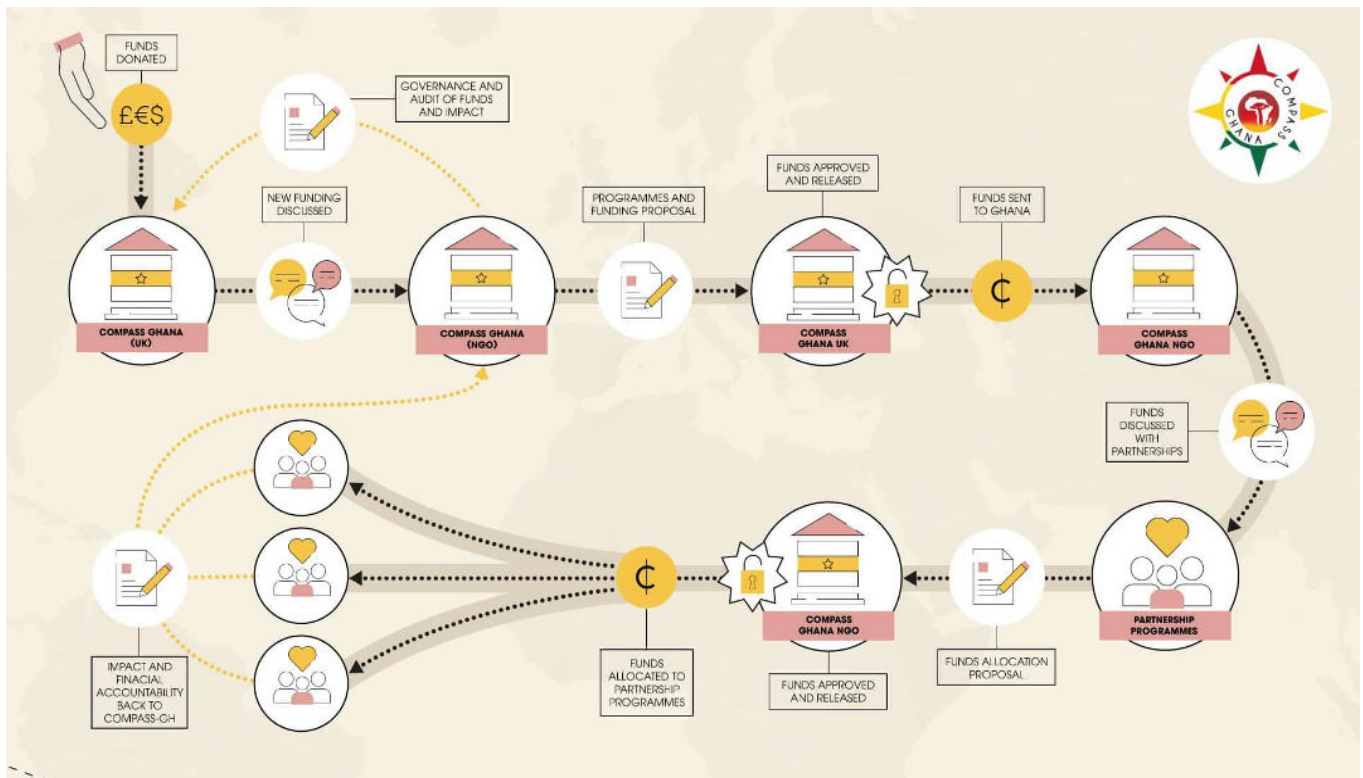 FUNDS
DONATED
£€$
GOVERNANCE AND
AUDIT OF FUNDS
AND IMPACT
COMPASS
GHANA
NEW FUNDING
DISCUSSED
PROGRAMMES AND
FUNDING PROPOSAL
FUNDS APPROVED
AND RELEASED
FUNDS SENT
TO GHANA
₵
COMPASS GHANA
(UK)
COMPASS GHANA
(NGO)
COMPASS
GHANA UK
COMPASS
GHANA NGO
FUNDS
DISCUSSED
WITH
PARTNERSHIPS
₵
COMPASS
GHANA NGO
PARTNERSHIP
PROGRAMMES
IMPACT AND
FINACIAL
ACCOUNTABILITY
BACK TO
COMPASS-GH
FUNDS
ALLOCATED TO
PARTNERSHIP
PROGRAMMES
FUNDS APPROVED
AND RELEASED
FUNDS ALLOCATION
PROPOSAL